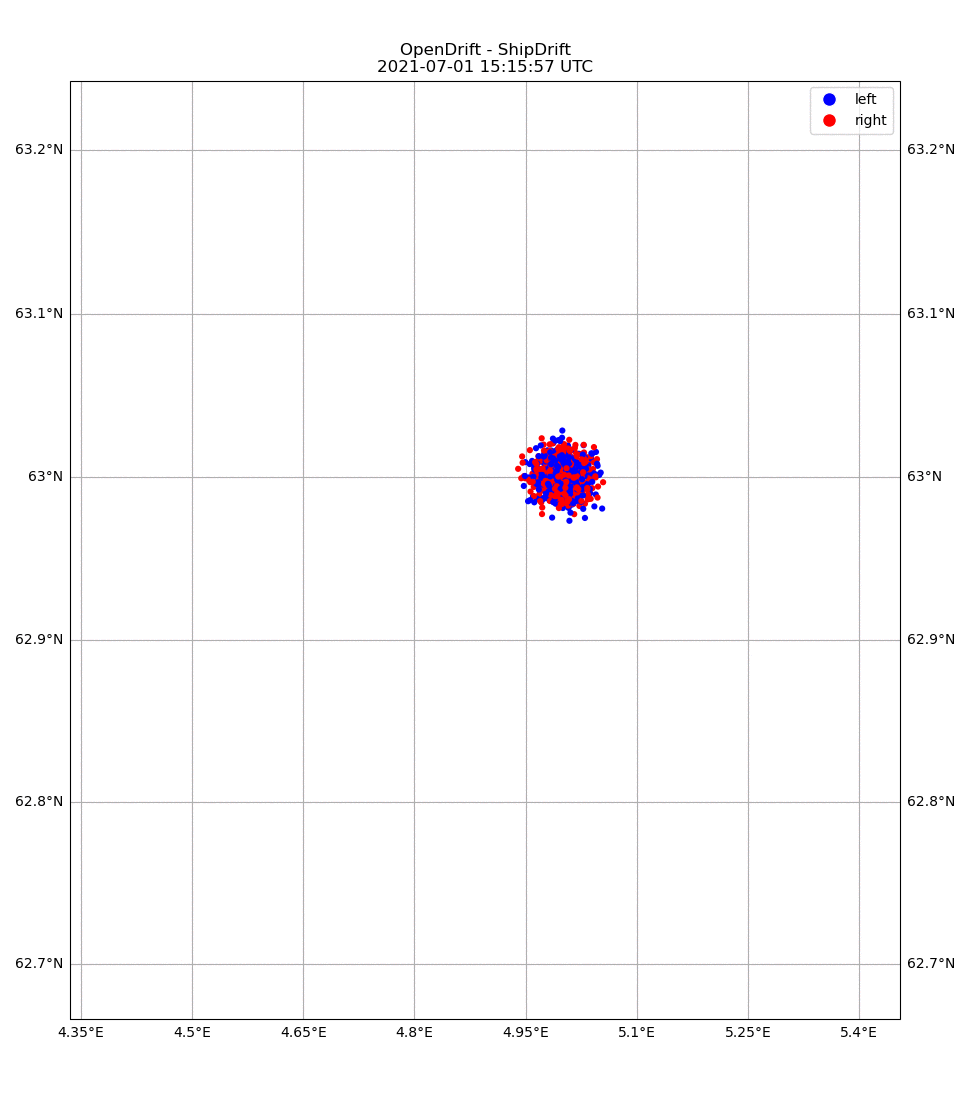 OpenDrift - ShipDrift
2021-07-01 15:15:57 UTC
left
right
63.2°N 63.2°N
63.1°N 63.1°N
63°N 63°N
62.9°N 62.9°N
62.8°N 62.8°N
62.7°N 62.7°N
4.35°E 4.5°E 4.65°E 4.8°E 4.95°E 5.1°E 5.25°E 5.4°E